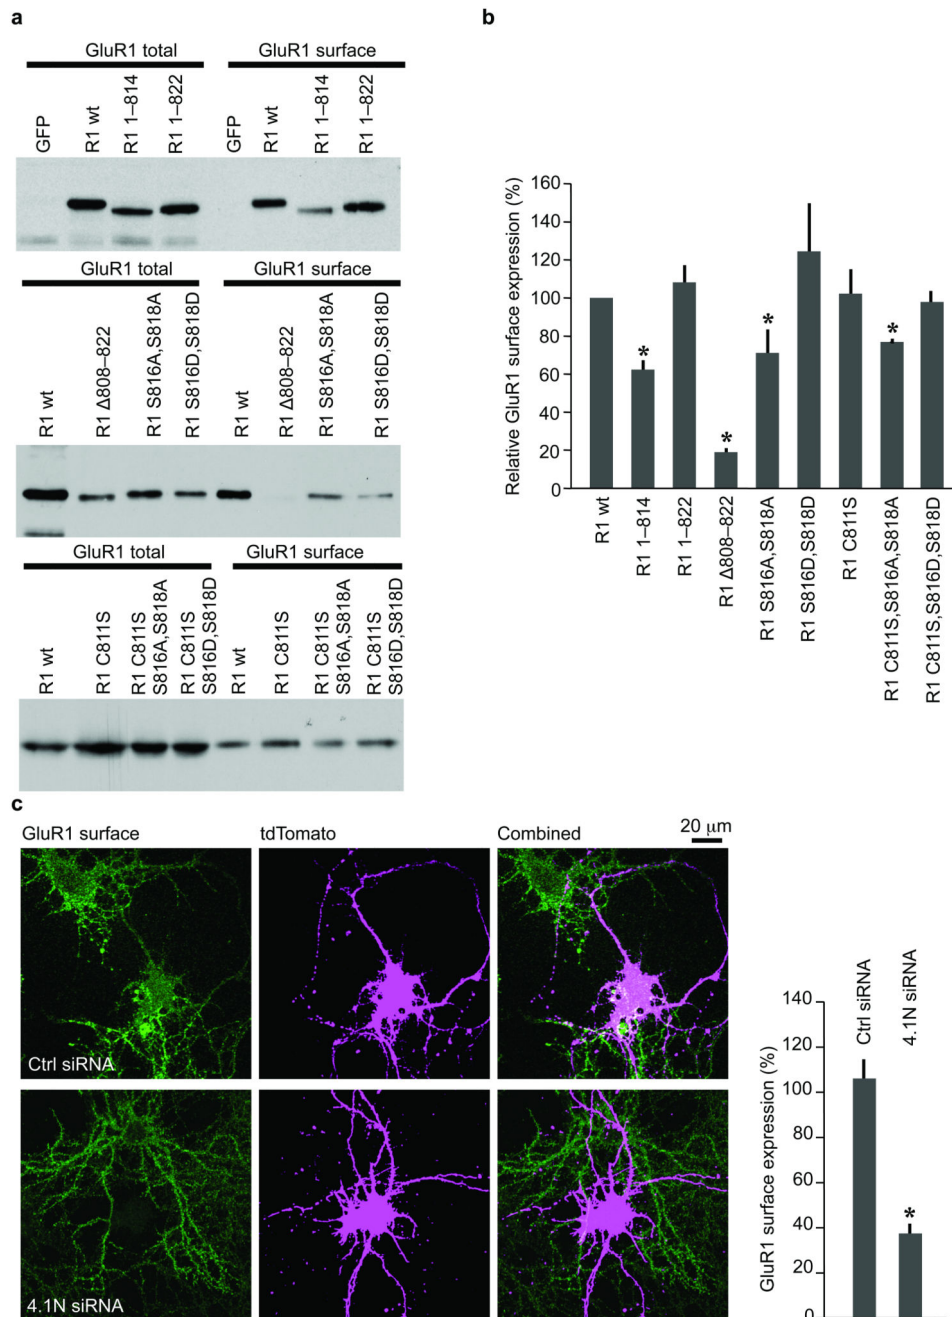 a
GluR1 total
GluR1 surface
GFP
R1 wt
R1 1–814
R1 1–822
GFP
R1 wt
R1 1–814
R1 1–822
GluR1 total
GluR1 surface
R1 wt
R1 Δ808–822
R1 S816A,S818A
R1 S816D,S818D
R1 wt
R1 Δ808–822
R1 S816A,S818A
R1 S816D,S818D
GluR1 total
GluR1 surface
R1 wt
R1 C811S
R1 C811S
S816A,S818A
R1 C811S
S816D,S818D
R1 wt
R1 C811S
R1 C811S
S816A,S818A
R1 C811S
S816D,S818D
b
Relative GluR1 surface expression (%)
160
140
120
100
80
60
40
20
0
*
*
*
*
R1 wt
R1 1–814
R1 1–822
R1 Δ808–822
R1 S816A,S818A
R1 S816D,S818D
R1 C811S
R1 C811S,S816A,S818A
R1 C811S,S816D,S818D
c
GluR1 surface
tdTomato
Combined
20 μm
Ctrl siRNA
4.1N siRNA
GluR1 surface expression (%)
140
120
100
80
60
40
20
0
Ctrl siRNA
4.1N siRNA
*